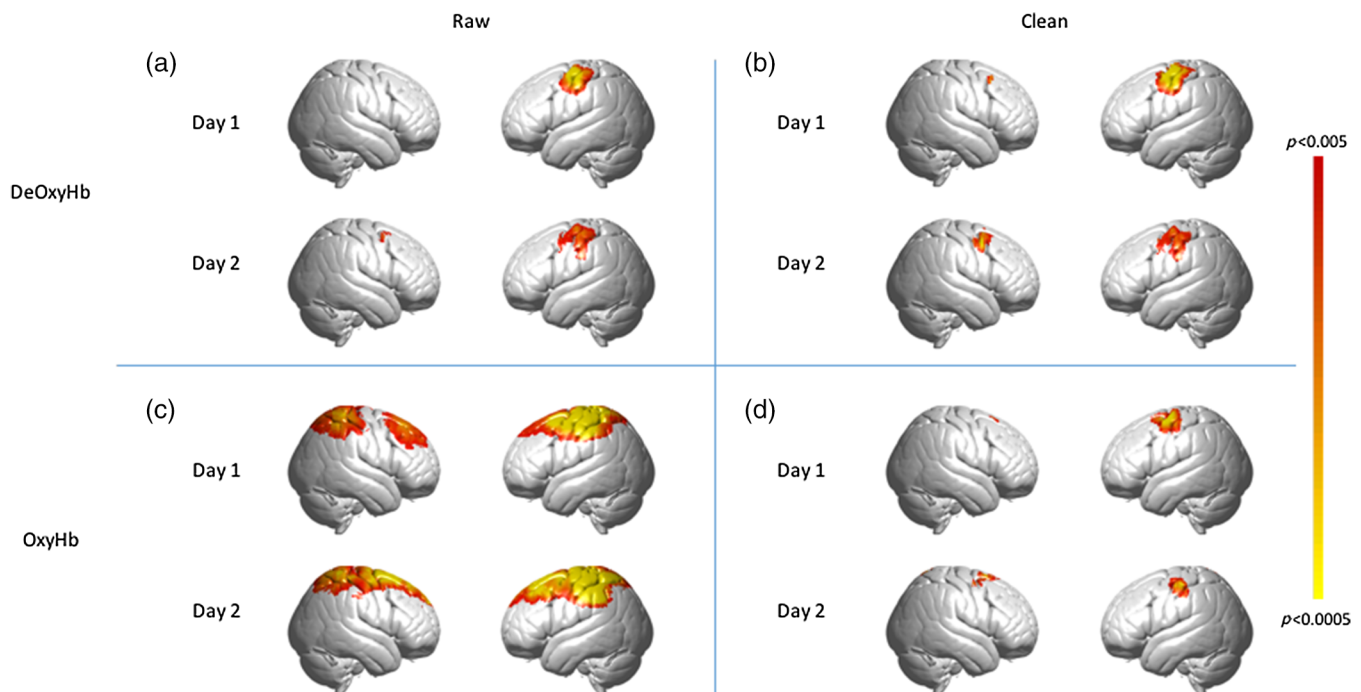 Raw
Clean
(a)
(b)
Day 1
Day 1
p<0.005
DeOxyHb
Day 2
Day 2
(c)
(d)
Day 1
Day 1
OxyHb
Day 2
Day 2
p<0.0005